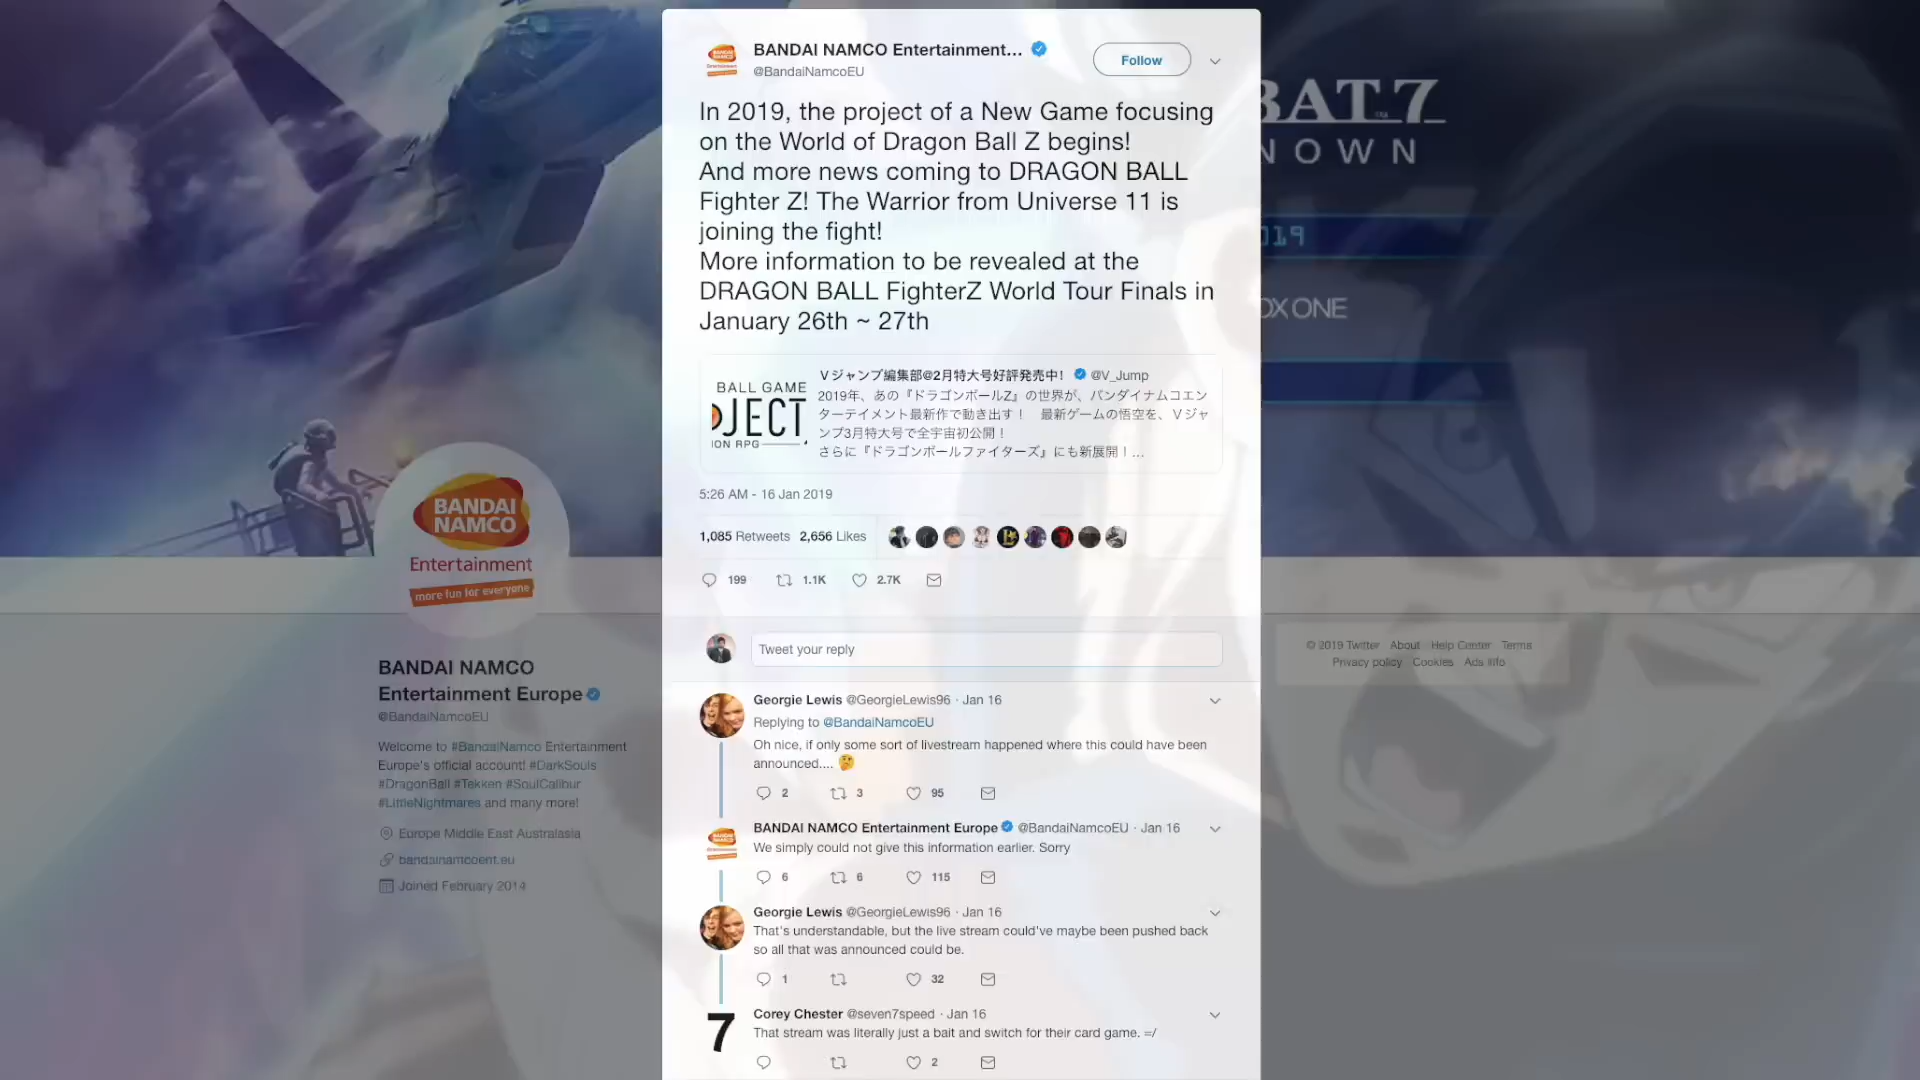 BANDAI NAMCO Entertainment...
@BandaiNamcoEU
Follow
In 2019, the project of a New Game focusing
on the World of Dragon Ball Z begins!
And more news coming to DRAGON BALL
Fighter Z! The Warrior from Universe 11 is
joining the fight!
More information to be revealed at the
DRAGON BALL FighterZ World Tour Finals in
January 26th ~ 27th
BALL GAME
OJECT
ION RPG
Vジャンプ編集部@2月特大号好評発売中! @V_Jump
2019年、あの『ドラゴンボールZ』の世界が、バンダイナムコエン
ターテイメント最新作で動き出す！ 最新ゲームの悟空を、Ｖジャ
ンプ3月特大号で全宇宙初公開！
さらに『ドラゴンボールファイターズ』にも新展開！...
5:26 AM - 16 Jan 2019
1,085 Retweets 2,656 Likes
199 1.1K 2.7K
Tweet your reply
Georgie Lewis @GeorgieLewis96 · Jan 16
Replying to @BandaiNamcoEU
Oh nice, if only some sort of livestream happened where this could have been
announced.... 🤔
2 3 95
BANDAI NAMCO Entertainment Europe @BandaiNamcoEU · Jan 16
We simply could not give this information earlier. Sorry
6 6 115
Georgie Lewis @GeorgieLewis96 · Jan 16
That's understandable, but the live stream could've maybe been pushed back
so all that was announced could be.
1 32
7
Corey Chester @seven7speed · Jan 16
That stream was literally just a bait and switch for their card game. =/
2
BANDAI
NAMCO
Entertainment
more fun for everyone
BANDAI NAMCO
Entertainment Europe
@BandaiNamcoEU
Welcome to #BandaiNamco Entertainment
Europe's official account! #DarkSouls
#DragonBall #Tekken #SoulCalibur
#LittleNightmares and many more!
Europe Middle East Australasia
bandainamcoent.eu
Joined February 2014
BAT 7
NOWN
019
OX ONE
© 2019 Twitter About Help Center Terms
Privacy policy Cookies Ads info